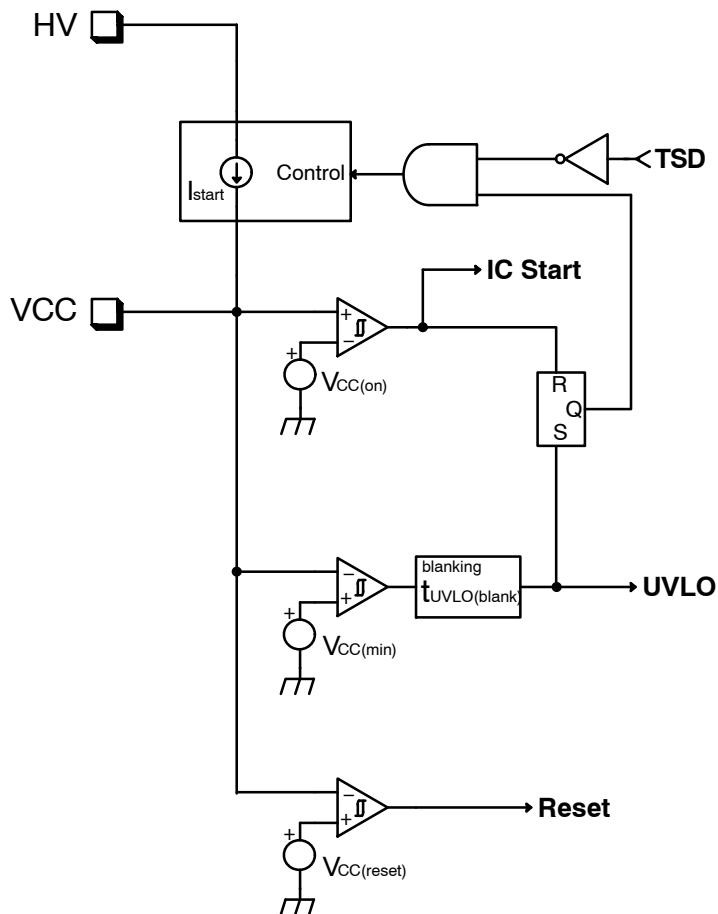 HV
TSD
Control
Istart
IC Start
VCC
+
−
+
VCC(on)
R
Q
S
blanking
tUVLO(blank)
−
+
+
UVLO
VCC(min)
−
+
+
Reset
VCC(reset)